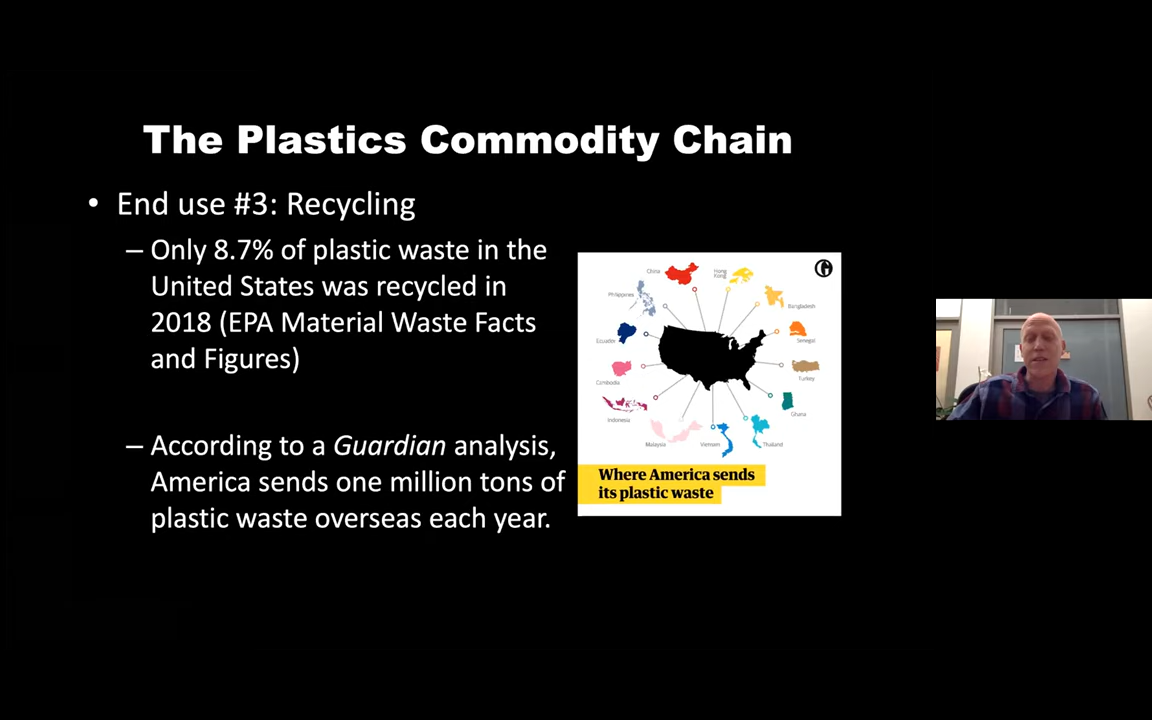 The Plastics Commodity Chain
• End use #3: Recycling
– Only 8.7% of plastic waste in the
United States was recycled in
2018 (EPA Material Waste Facts
and Figures)
– According to a Guardian analysis,
America sends one million tons of
plastic waste overseas each year.
China
Hong
Kong
Philippines
Bangladesh
Ecuador
Senegal
Cambodia
Turkey
Indonesia
Ghana
Malaysia
Vietnam
Thailand
Where America sends
its plastic waste